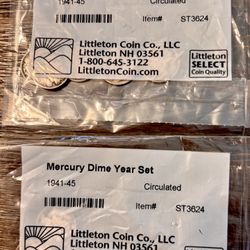 1941-45 Circulated
Item# ST3624
Littleton Coin Co., LLC
Littleton NH 03561
1-800-645-3122
LittletonCoin.com
Littleton
SELECT
Coin Quality
Mercury Dime Year Set
1941-45 Circulated
Item# ST3624
Littleton Coin Co., LLC
Littleton NH 03561